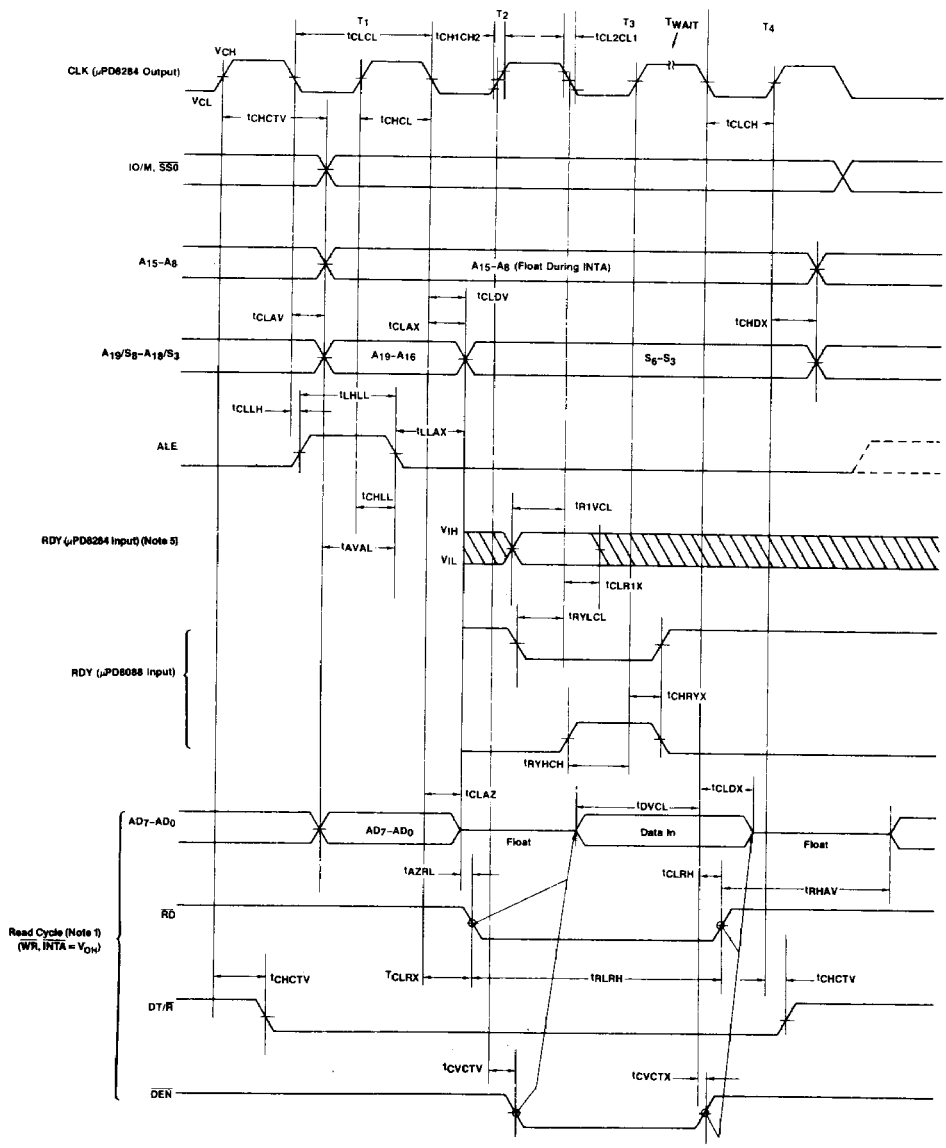 T1 T2 T3 TWAIT T4
tCLCL tCH1CH2 tCL2CL1
VCH
CLK (µPD8284 Output)
VCL
tCHCTV tCHCL tCLCH
IO/M, SS0
A15–A8
A15–A8 (Float During INTA)
tCLDV
tCLAV tCLAX tCHDX
A19/S6–A16/S3
A19–A16
S6–S3
tLHLL
tCLLH
tLLAX
ALE
tCHLL
tR1VCL
VIH
RDY (µPD8284 Input) (Note 5)
tAVAL
VIL
tCLR1X
tRYLCL
RDY (µPD8088 Input)
tCHRYX
tRYHCH
tCLAZ
tCLDX
tDVCL
AD7–AD0
AD7–AD0
Float
Data In
Float
tAZRL
tCLRH
tRHAV
RD
Read Cycle (Note 1)
(WR, INTA = VOH)
tCHCTV TCLRX tRLRH tCHCTV
DT/R
tCVCTV tCVCTX
DEN